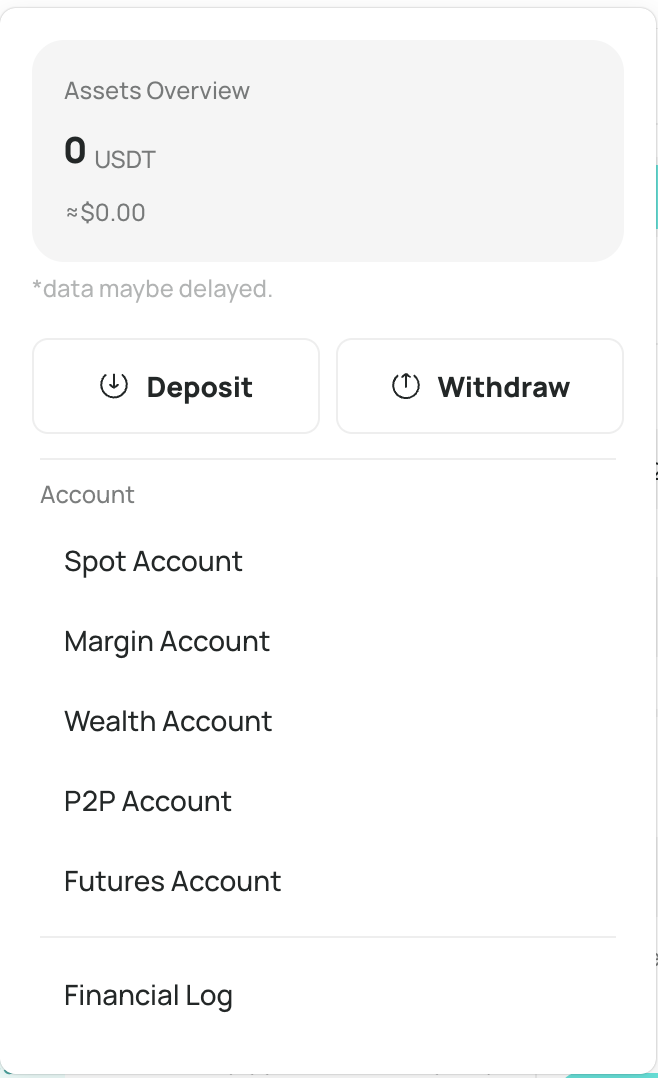 Assets Overview
0 USDT
≈$0.00
*data maybe delayed.
Deposit
Withdraw
Account
Spot Account
Margin Account
Wealth Account
P2P Account
Futures Account
Financial Log